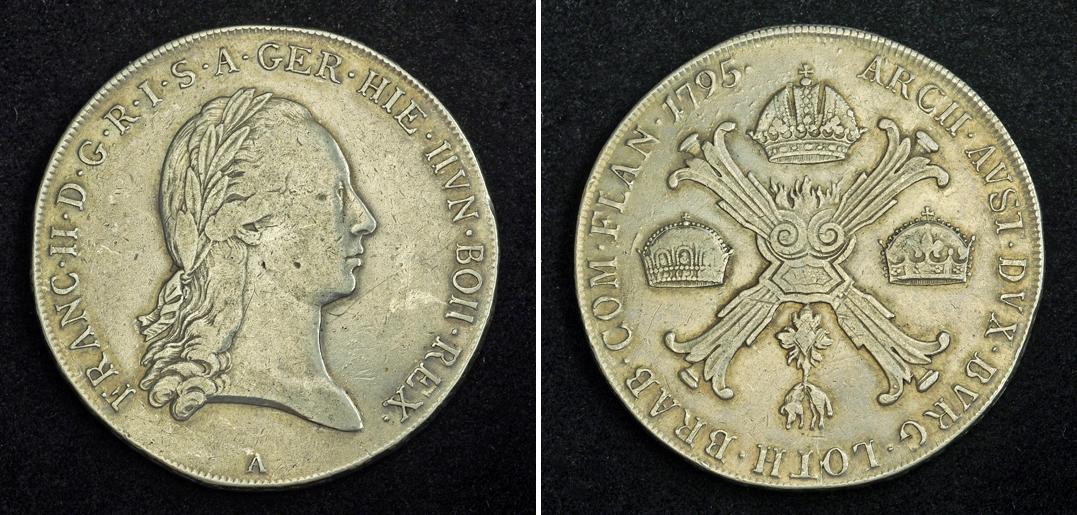 FRANC·II·D·G·R·I·S·A·GER·HIE·HVN·BOH·REX·
A
ARCH·AVST·DVX·BVRG·LOTH·BRAB·COM·FLAN·1795·